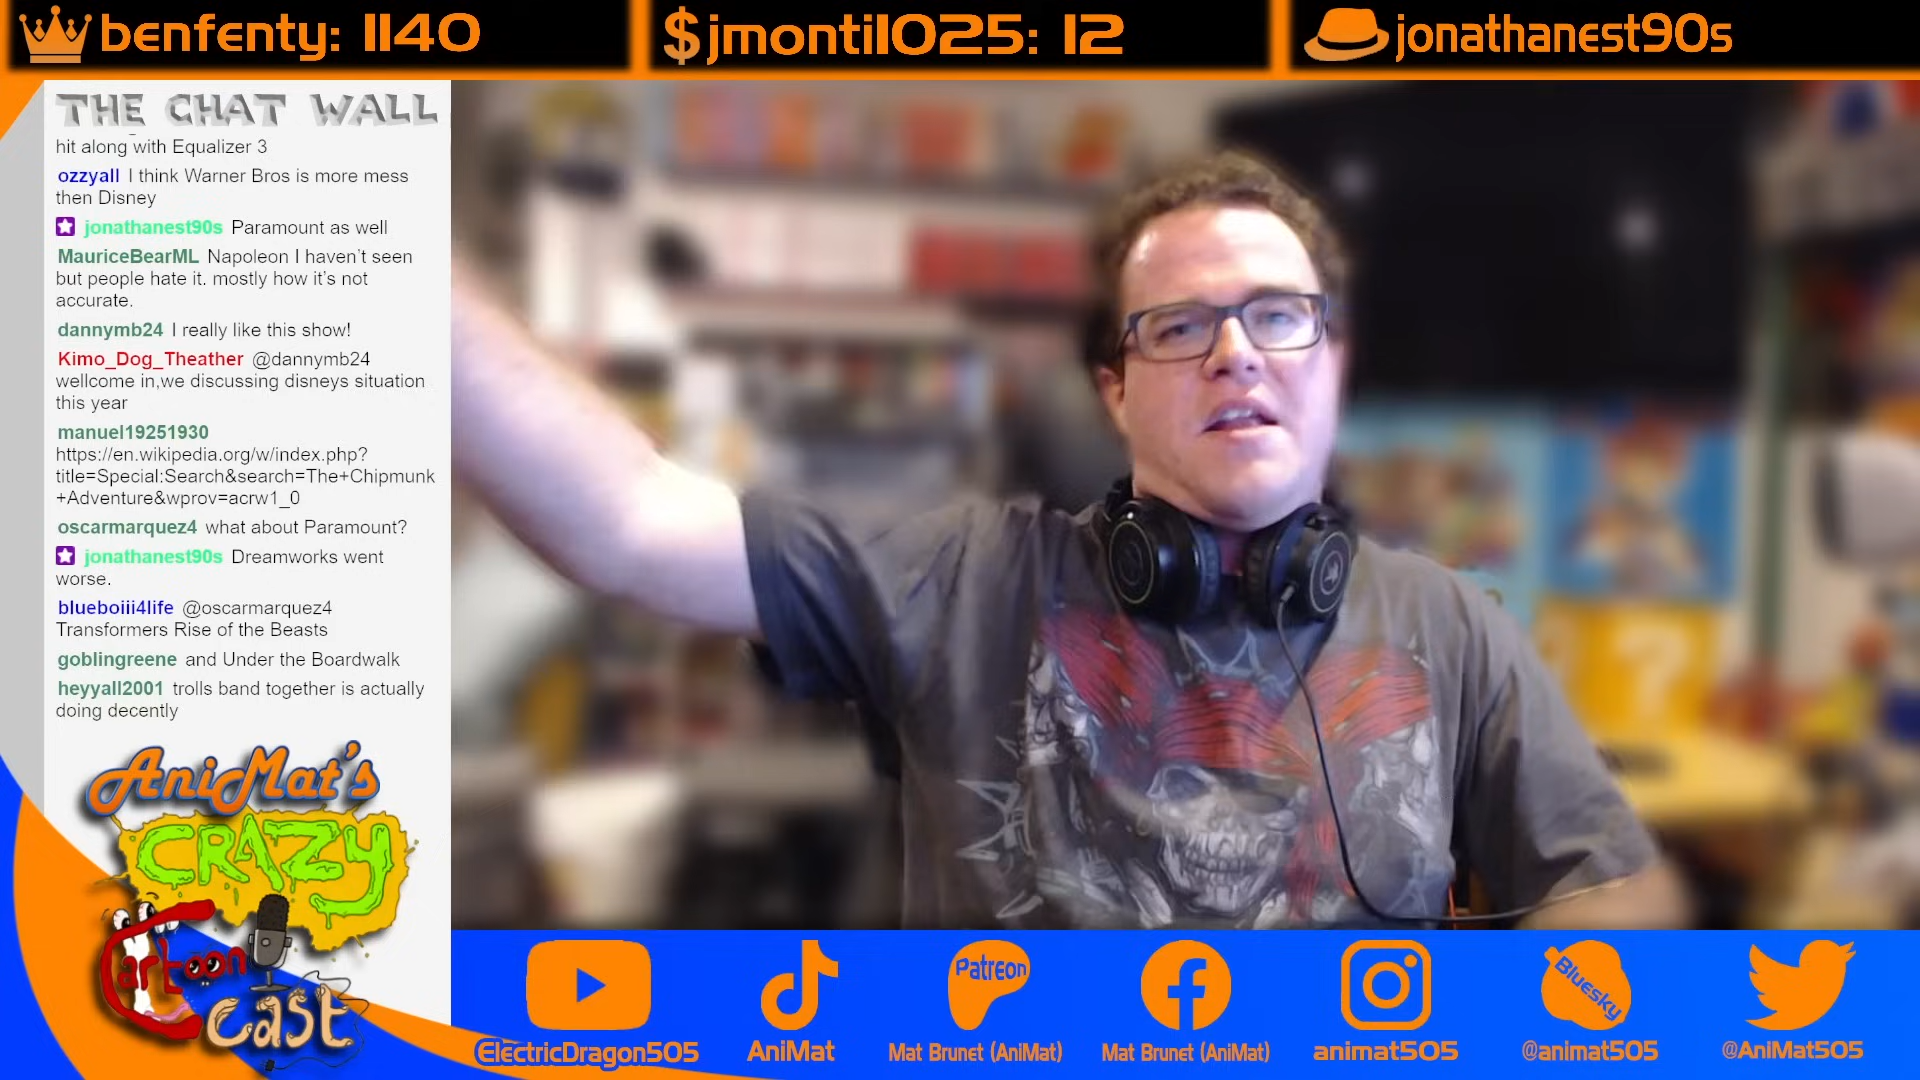 benfenty: 1140
$jmonti1025: 12
jonathanest90s
THE CHAT WALL
hit along with Equalizer 3
ozzyall I think Warner Bros is more mess
then Disney
jonathanest90s Paramount as well
MauriceBearML Napoleon I haven't seen
but people hate it. mostly how it's not
accurate.
dannymb24 I really like this show!
Kimo_Dog_Theather @dannymb24
wellcome in,we discussing disneys situation
this year
manuel19251930
https://en.wikipedia.org/w/index.php?
title=Special:Search&search=The+Chipmunk
+Adventure&wprov=acrw1_0
oscarmarquez4 what about Paramount?
jonathanest90s Dreamworks went
worse.
blueboiii4life @oscarmarquez4
Transformers Rise of the Beasts
goblingreene and Under the Boardwalk
heyyall2001 trolls band together is actually
doing decently
AniMat's
CRAZY
Cartoon
Cast
Patreon
Bluesky
ElectricDragon505
AniMat
Mat Brunet (AniMat)
Mat Brunet (AniMat)
animat505
@animat505
@AniMat505